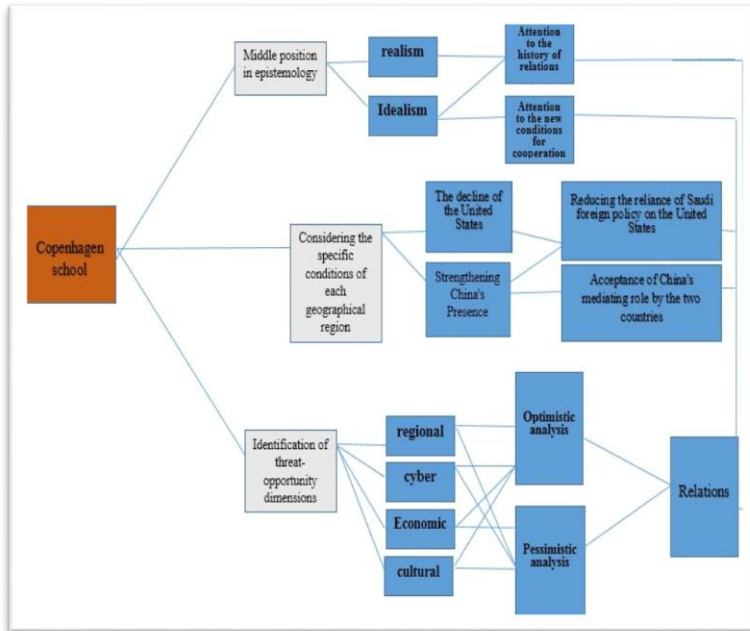 Copenhagen
school
Middle position
in epistemology
realism
Idealism
Attention
to the
history of
relations
Attention
to the new
conditions
for
cooperation
Considering the
specific
conditions of
each
geographical
region
The decline
of the United
States
Strengthening
China's
Presence
Reducing the reliance of Saudi
foreign policy on the United
States
Acceptance of China's
mediating role by the two
countries
Identification of
threat-
opportunity
dimensions
regional
cyber
Economic
cultural
Optimistic
analysis
Pessimistic
analysis
Relations